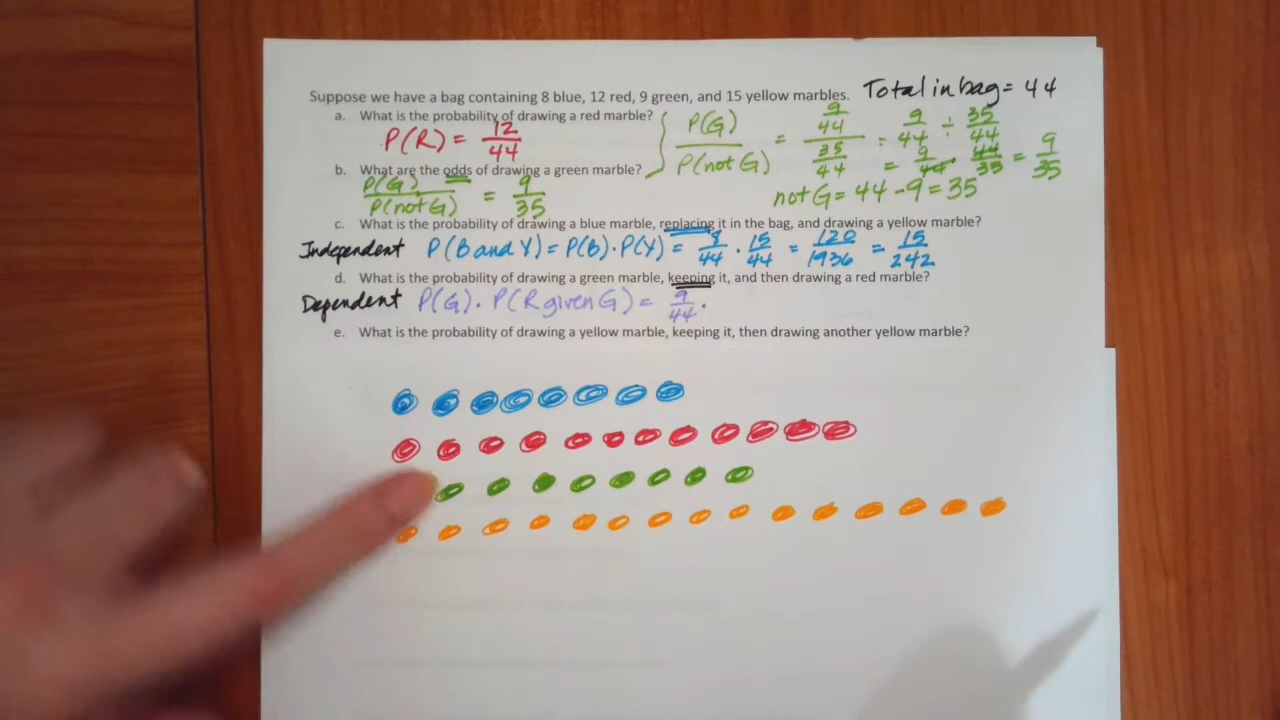 Suppose we have a bag containing 8 blue, 12 red, 9 green, and 15 yellow marbles. Total in bag = 44
a. What is the probability of drawing a red marble?
P(R) = 12/44
P(G)/P(not G) = 9/44 / 35/44 = 9/44 ÷ 35/44
= 9/44 · 44/35 = 9/35
b. What are the odds of drawing a green marble?
P(G)/P(not G) = 9/35
not G = 44 - 9 = 35
c. What is the probability of drawing a blue marble, replacing it in the bag, and drawing a yellow marble?
Independent P(B and Y) = P(B) · P(Y) = 8/44 · 15/44 = 120/1936 = 15/242
d. What is the probability of drawing a green marble, keeping it, and then drawing a red marble?
Dependent P(G) · P(R given G) = 9/44 ·
e. What is the probability of drawing a yellow marble, keeping it, then drawing another yellow marble?